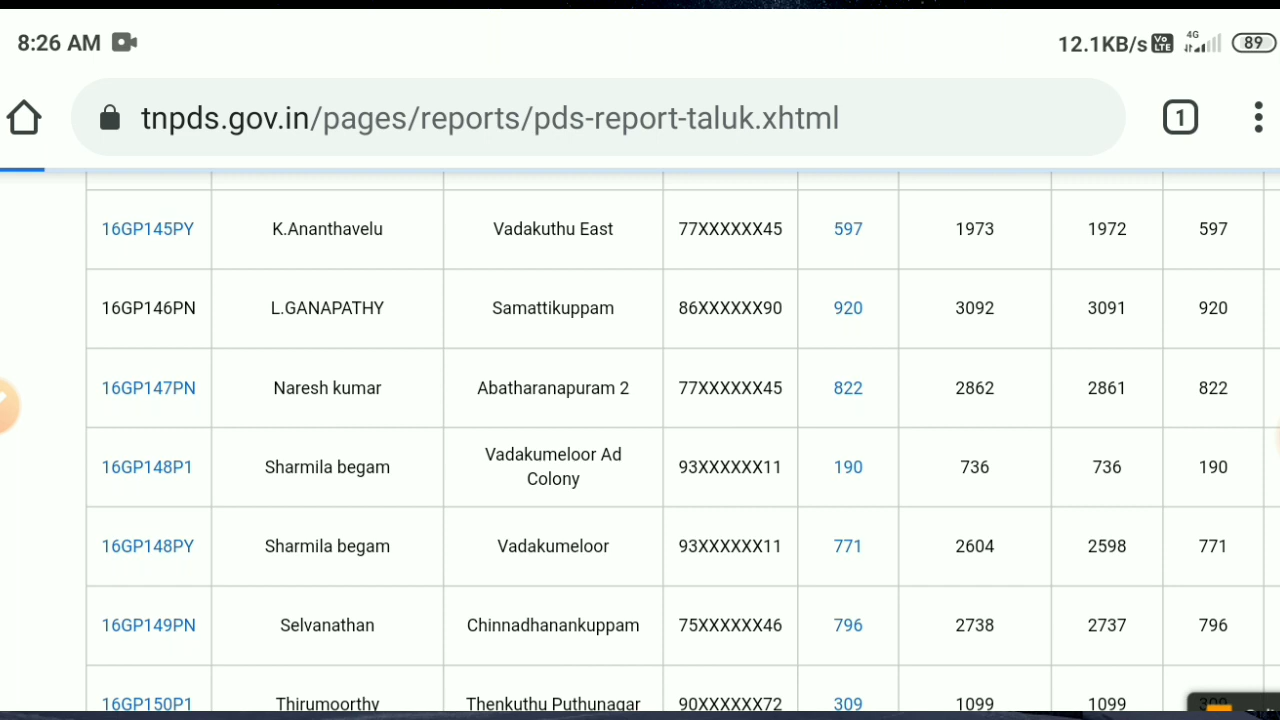 8:26 AM 12.1KB/s Vo LTE 4G 89
tnpds.gov.in/pages/reports/pds-report-taluk.xhtml 1
16GP145PY K.Ananthavelu Vadakuthu East 77XXXXXX45 597 1973 1972 597
16GP146PN L.GANAPATHY Samattikuppam 86XXXXXX90 920 3092 3091 920
16GP147PN Naresh kumar Abatharanapuram 2 77XXXXXX45 822 2862 2861 822
16GP148P1 Sharmila begam Vadakumeloor Ad 93XXXXXX11 190 736 736 190
Colony
16GP148PY Sharmila begam Vadakumeloor 93XXXXXX11 771 2604 2598 771
16GP149PN Selvanathan Chinnadhanankuppam 75XXXXXX46 796 2738 2737 796
16GP150P1 Thirumoorthy Thenkuthu Puthunagar 90XXXXXX72 309 1099 1099 309